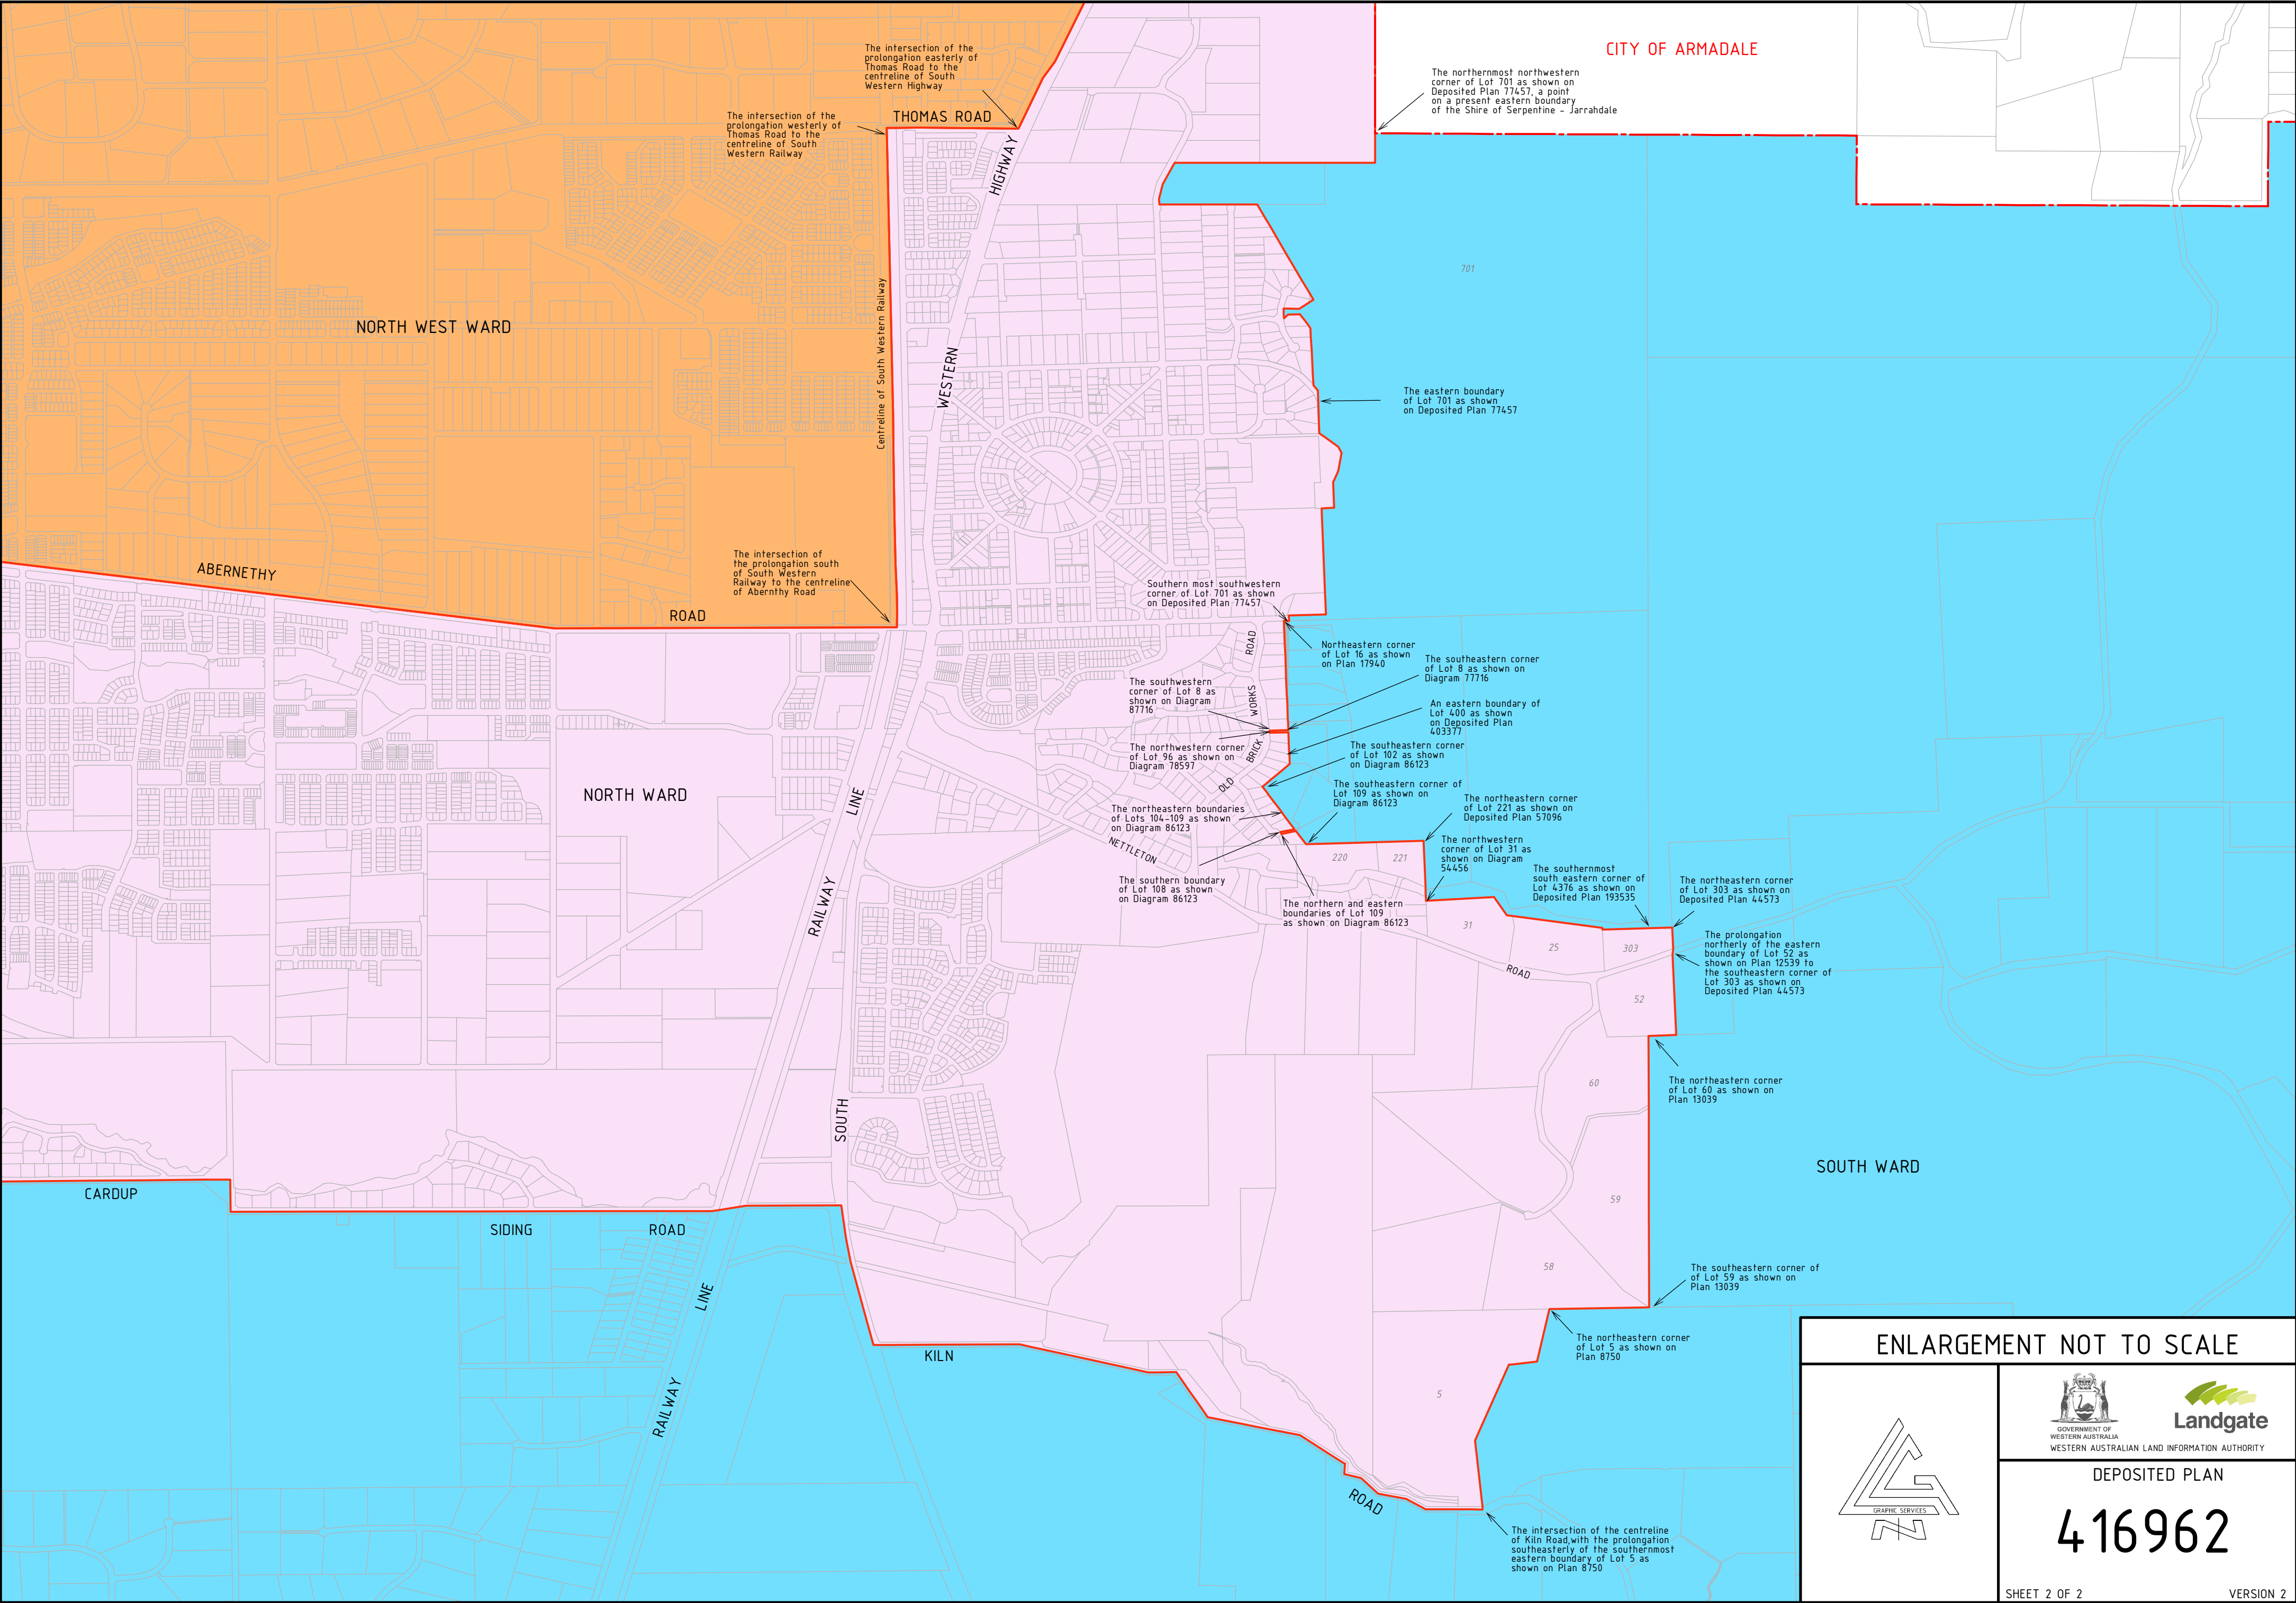 CITY OF ARMADALE
The intersection of the
prolongation easterly of
Thomas Road to the
centreline of South
Western Highway
The northernmost northwestern
corner of Lot 701 as shown on
Deposited Plan 77457, a point
on a present eastern boundary
of the Shire of Serpentine - Jarrahdale
The intersection of the
prolongation westerly of
Thomas Road to the
centreline of South
Western Railway
THOMAS ROAD
HIGHWAY
701
NORTH WEST WARD
Centreline of South Western Railway
WESTERN
The eastern boundary
of Lot 701 as shown
on Deposited Plan 77457
ABERNETHY
The intersection of
the prolongation south
of South Western
Railway to the centreline
of Abernthy Road
ROAD
Southern most southwestern
corner of Lot 701 as shown
on Deposited Plan 77457
ROAD
Northeastern corner
of Lot 16 as shown
on Plan 17940
The southeastern corner
of Lot 8 as shown on
Diagram 77716
The southwestern
corner of Lot 8 as
shown on Diagram
87716
WORKS
An eastern boundary of
Lot 400 as shown
on Deposited Plan
403377
The northwestern corner
of Lot 96 as shown on
Diagram 78597
BRICK
The southeastern corner
of Lot 102 as shown
on Diagram 86123
OLD
The southeastern corner of
Lot 109 as shown on
Diagram 86123
NORTH WARD
LINE
The northeastern boundaries
of Lots 104-109 as shown
on Diagram 86123
The northeastern corner
of Lot 221 as shown on
Deposited Plan 57096
NETTLETON
220
221
The northwestern
corner of Lot 31 as
shown on Diagram
54456
The southern boundary
of Lot 108 as shown
on Diagram 86123
The southernmost
south eastern corner of
Lot 4376 as shown on
Deposited Plan 193535
The northeastern corner
of Lot 303 as shown on
Deposited Plan 44573
RAILWAY
The northern and eastern
boundaries of Lot 109
as shown on Diagram 86123
31
25
303
The prolongation
northerly of the eastern
boundary of Lot 52 as
shown on Plan 12539 to
the southeastern corner of
Lot 303 as shown on
Deposited Plan 44573
ROAD
52
60
The northeastern corner
of Lot 60 as shown on
Plan 13039
SOUTH
SOUTH WARD
CARDUP
59
SIDING
ROAD
58
The southeastern corner of
of Lot 59 as shown on
Plan 13039
LINE
KILN
The northeastern corner
of Lot 5 as shown on
Plan 8750
5
RAILWAY
ROAD
The intersection of the centreline
of Kiln Road,with the prolongation
southeasterly of the southernmost
eastern boundary of Lot 5 as
shown on Plan 8750
ENLARGEMENT NOT TO SCALE
GOVERNMENT OF
WESTERN AUSTRALIA
Landgate
WESTERN AUSTRALIAN LAND INFORMATION AUTHORITY
GRAPHIC SERVICES
N
DEPOSITED PLAN
416962
SHEET 2 OF 2
VERSION 2